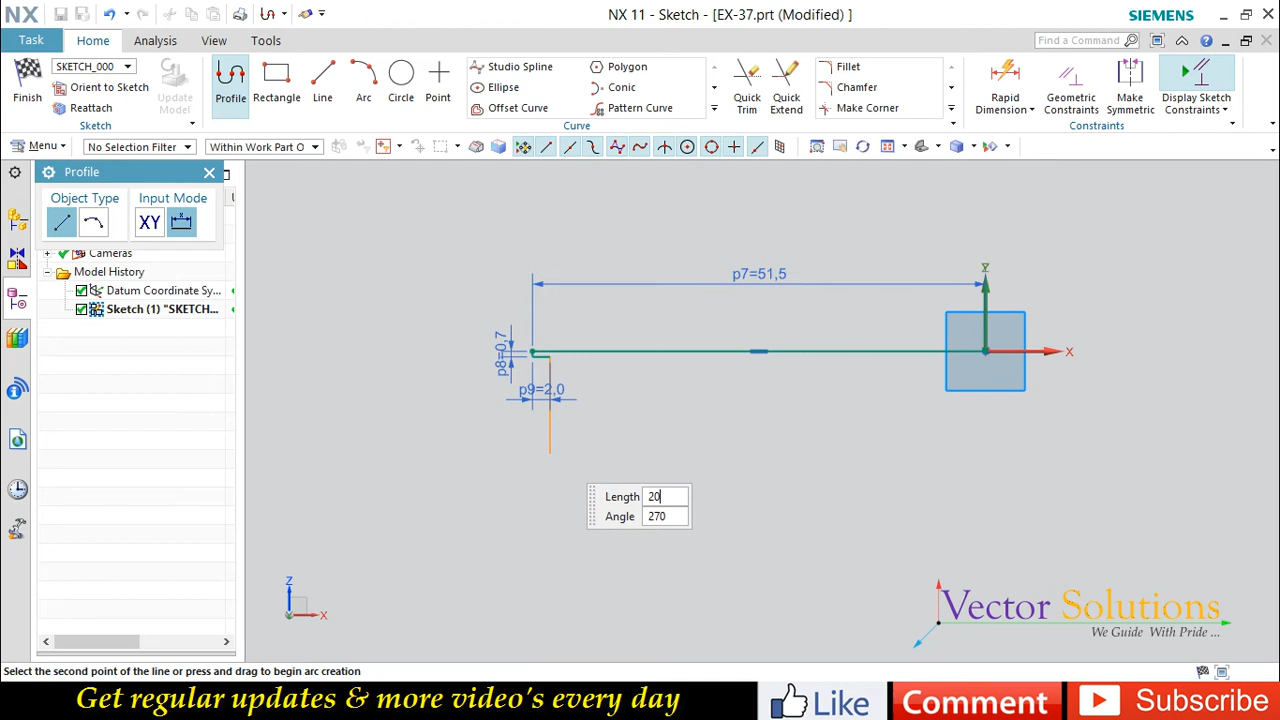 NX
NX 11 - Sketch - [EX-37.prt (Modified) ]
SIEMENS
Task
Home
Analysis
View
Tools
Find a Command
Finish
SKETCH_000
Orient to Sketch
Reattach
Update
Model
Sketch
Profile
Rectangle
Line
Arc
Circle
Point
Studio Spline
Ellipse
Offset Curve
Polygon
Conic
Pattern Curve
Curve
Quick
Trim
Quick
Extend
Fillet
Chamfer
Make Corner
Rapid
Dimension
Geometric
Constraints
Make
Symmetric
Display Sketch
Constraints
Constraints
Menu
No Selection Filter
Within Work Part O
Profile
Object Type
Input Mode
XY
Cameras
Model History
Datum Coordinate Sy...
Sketch (1) "SKETCH...
p7=51,5
p8=0,7
p9=2,0
X
Length 20
Angle 270
Z
X
Vector Solutions
We Guide With Pride ...
Select the second point of the line or press and drag to begin arc creation
Get regular updates & more video's every day
Like
Comment
Subscribe